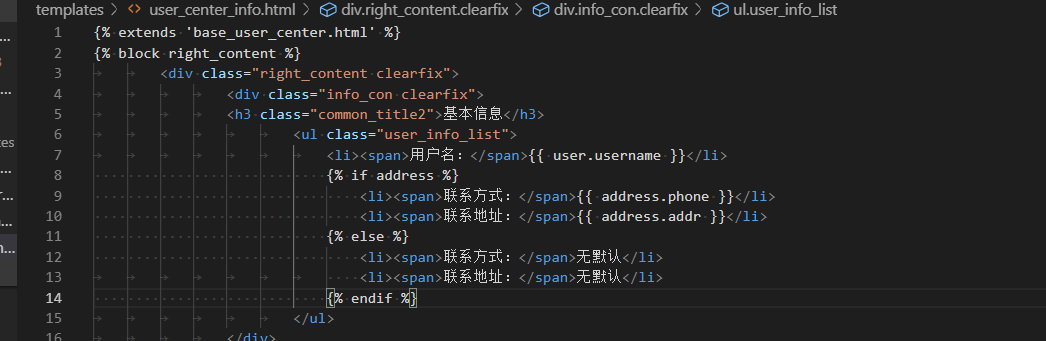 templates > user_center_info.html > div.right_content.clearfix > div.info_con.clearfix > ul.user_info_list
1 {% extends 'base_user_center.html' %}
2 {% block right_content %}
3 <div class="right_content clearfix">
4 <div class="info_con clearfix">
5 <h3 class="common_title2">基本信息</h3>
6 <ul class="user_info_list">
7 <li><span>用户名：</span>{{ user.username }}</li>
8 {% if address %}
9 <li><span>联系方式：</span>{{ address.phone }}</li>
10 <li><span>联系地址：</span>{{ address.addr }}</li>
11 {% else %}
12 <li><span>联系方式：</span>无默认</li>
13 <li><span>联系地址：</span>无默认</li>
14 {% endif %}
15 </ul>
16 </div>